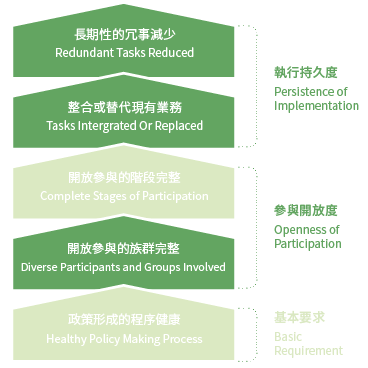 長期性的冗事減少
Redundant Tasks Reduced
整合或替代現有業務
Tasks Intergrated Or Replaced
執行持久度
Persistence of
Implementation
開放參與的階段完整
Complete Stages of Participation
開放參與的族群完整
Diverse Participants and Groups Involved
參與開放度
Openness of
Participation
政策形成的程序健康
Healthy Policy Making Process
基本要求
Basic
Requirement